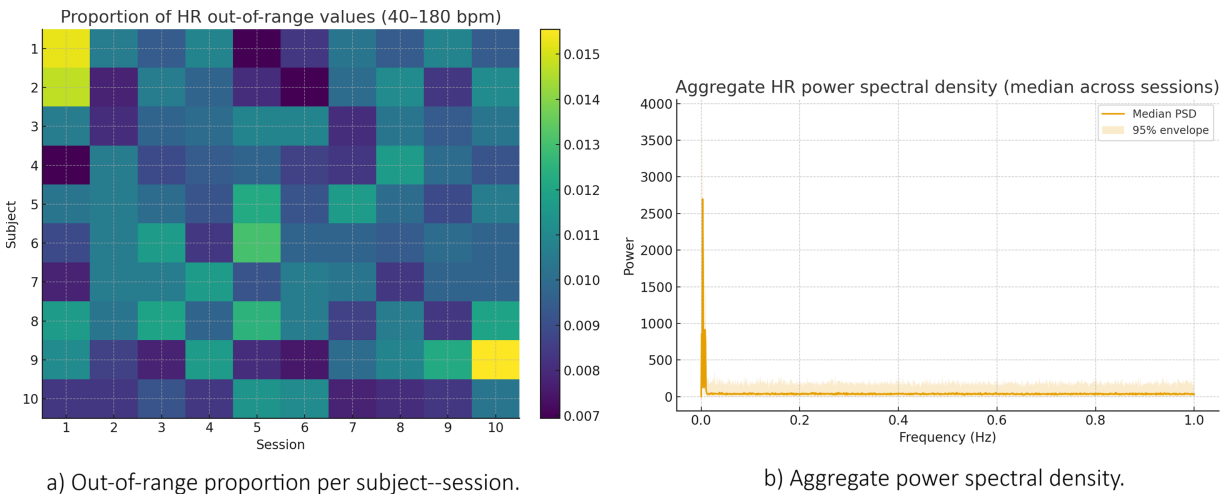 Proportion of HR out-of-range values (40–180 bpm)
1
2
3
4
5
6
7
8
9
10
Subject
1 2 3 4 5 6 7 8 9 10
Session
0.015
0.014
0.013
0.012
0.011
0.010
0.009
0.008
0.007
a) Out-of-range proportion per subject--session.
Aggregate HR power spectral density (median across sessions)
4000
3500
3000
2500
2000
1500
1000
500
0
Power
Median PSD
95% envelope
0.0 0.2 0.4 0.6 0.8 1.0
Frequency (Hz)
b) Aggregate power spectral density.